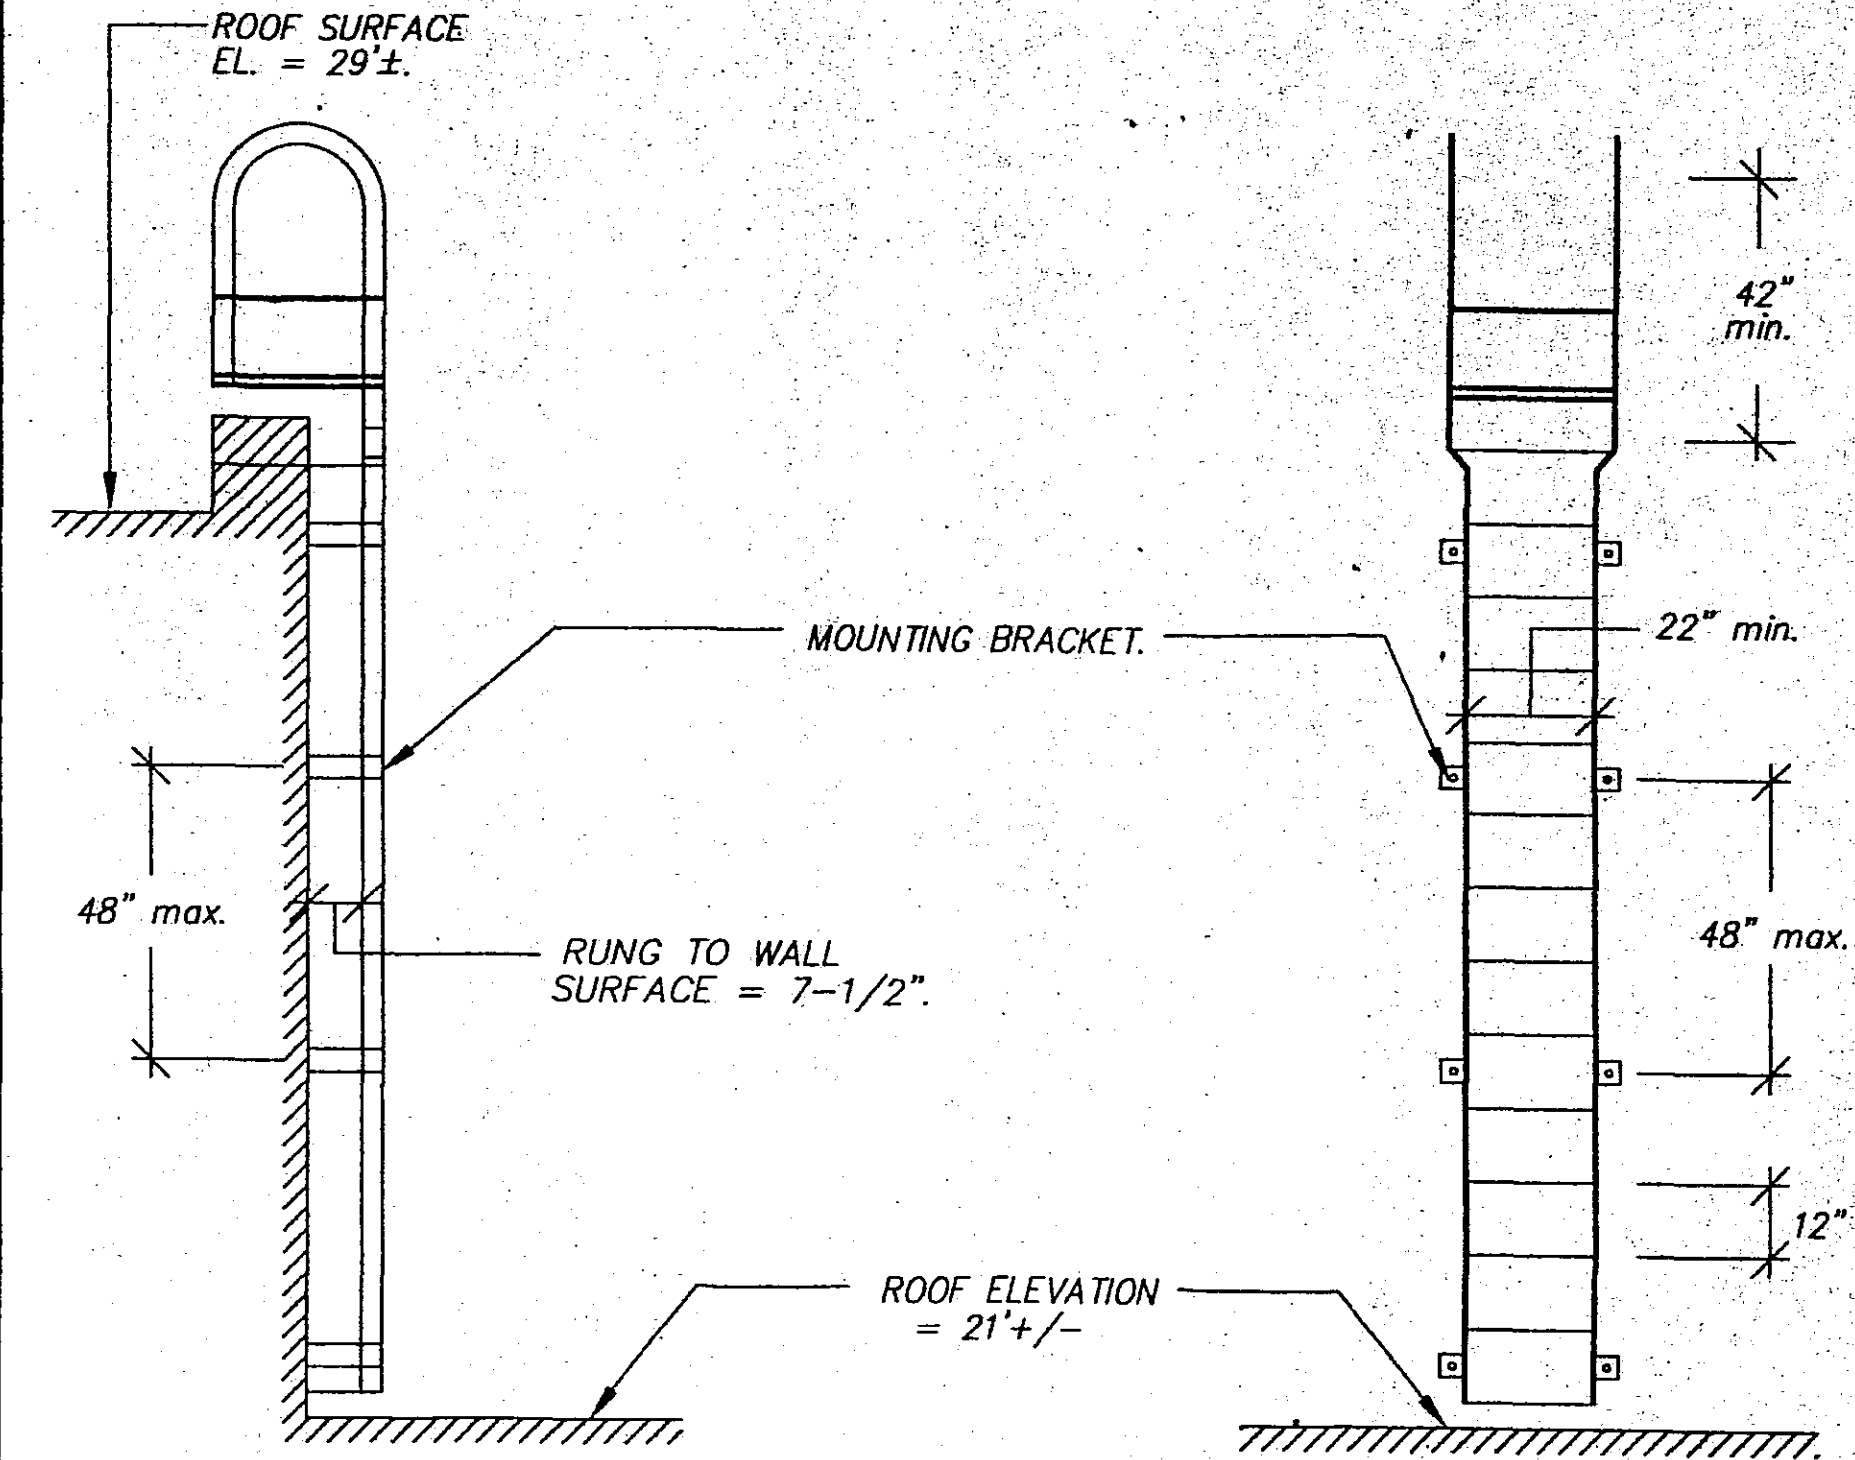 ROOF SURFACE
EL. = 29'±.
42"
min.
MOUNTING BRACKET.
22" min.
48" max.
48" max.
RUNG TO WALL
SURFACE = 7-1/2".
12"
ROOF ELEVATION
= 21'+/-